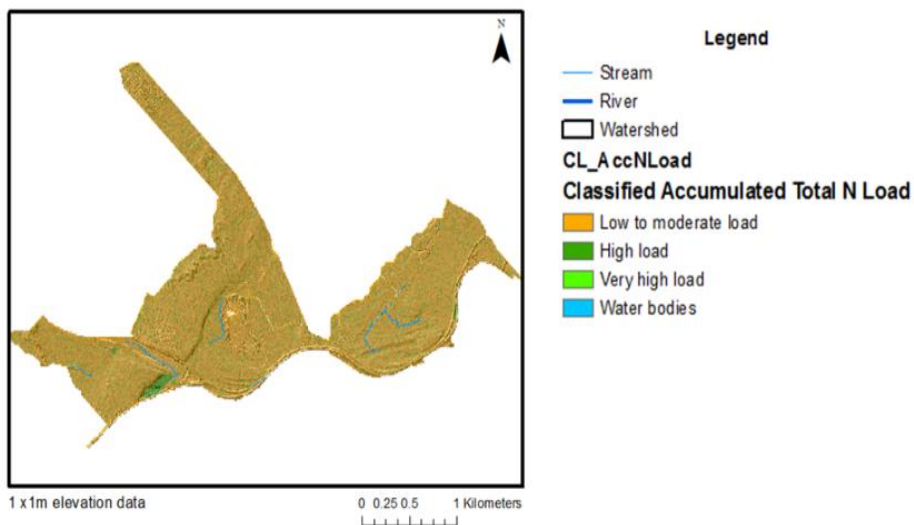 N
Legend
Stream
River
Watershed
CL_AccNLoad
Classified Accumulated Total N Load
Low to moderate load
High load
Very high load
Water bodies
1 x1m elevation data
0 0.25 0.5 1 Kilometers